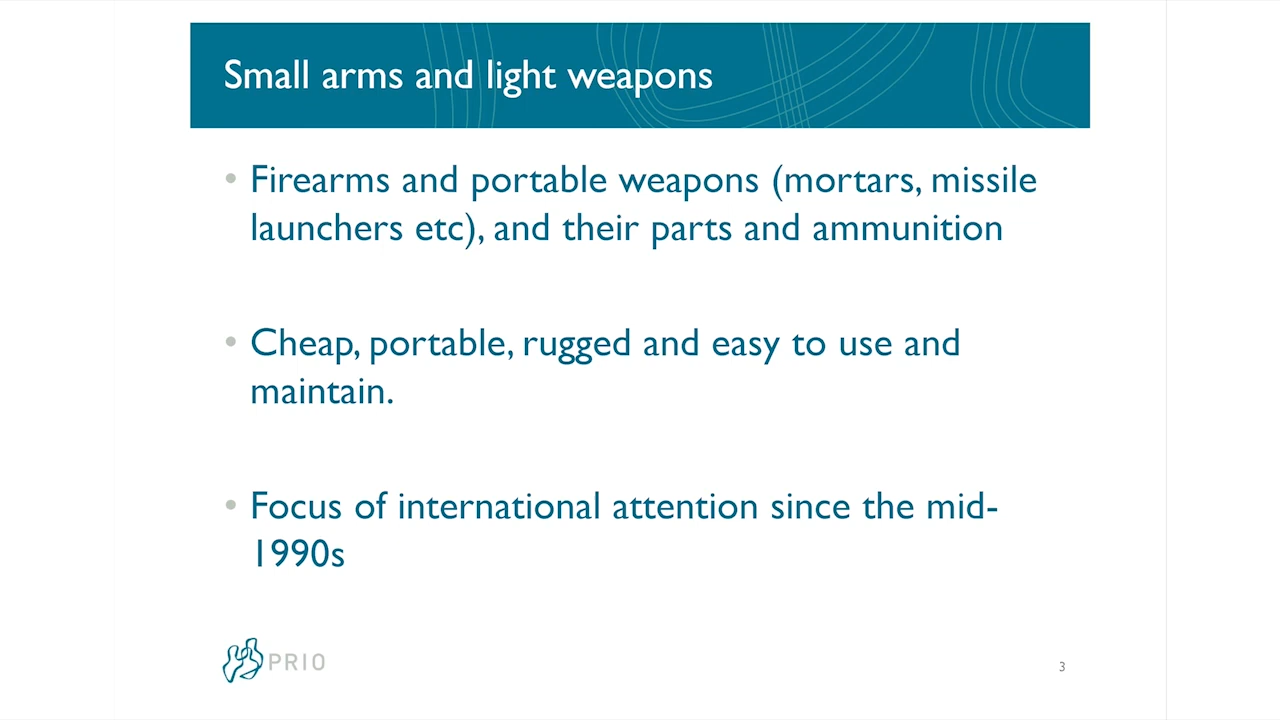 Small arms and light weapons
• Firearms and portable weapons (mortars, missile
launchers etc), and their parts and ammunition
• Cheap, portable, rugged and easy to use and
maintain.
• Focus of international attention since the mid-
1990s
PRIO
3